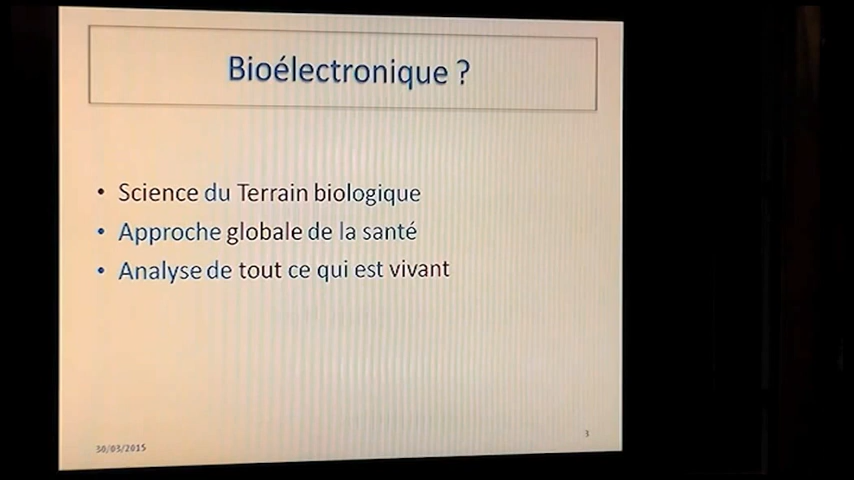 Bioélectronique ?
• Science du Terrain biologique
• Approche globale de la santé
• Analyse de tout ce qui est vivant
30/03/2015
3